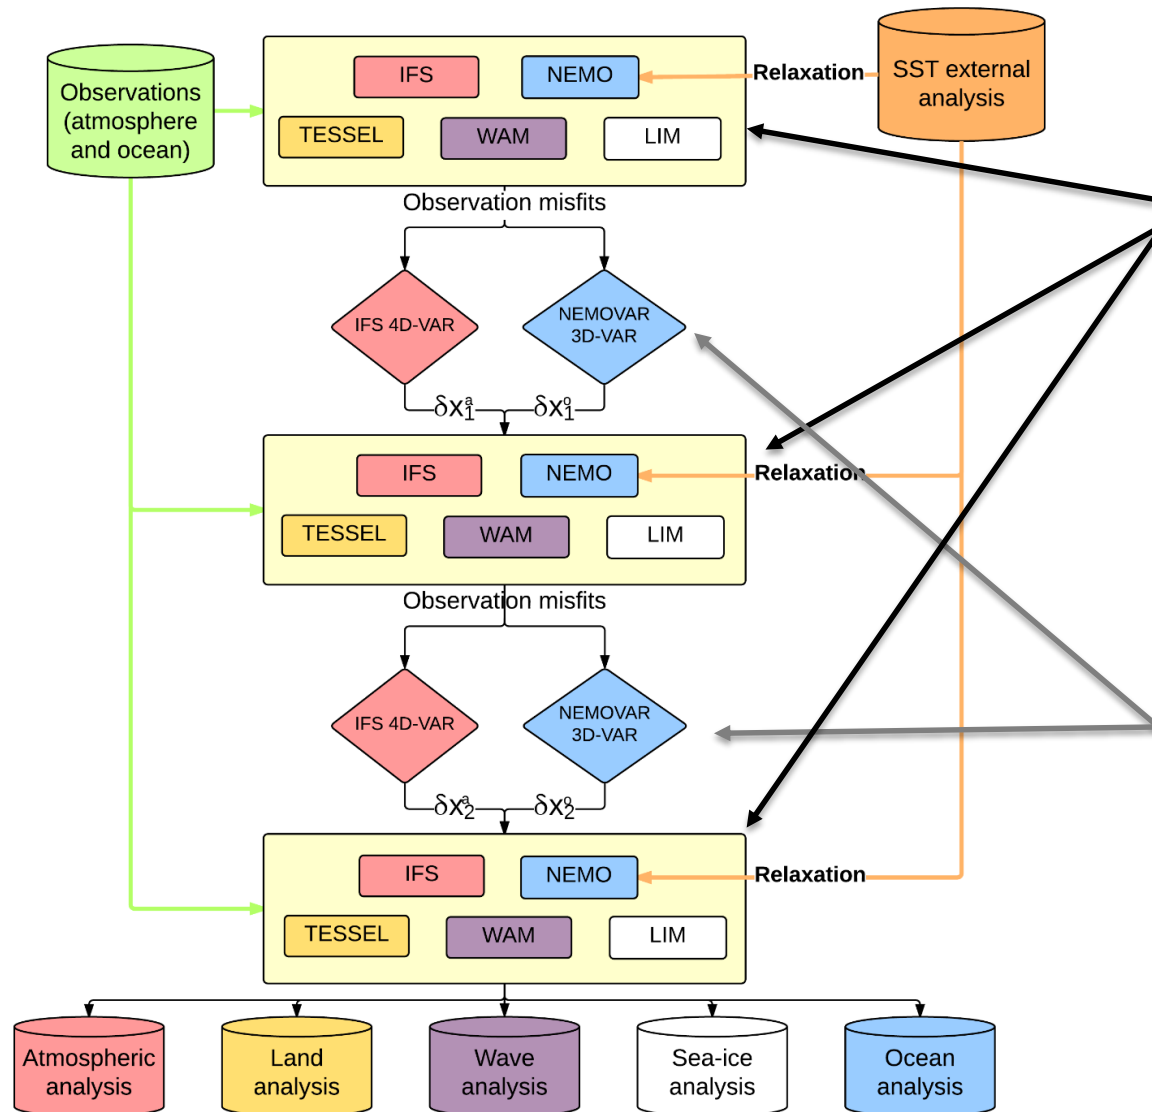 Observations
(atmosphere
and ocean)
IFS
NEMO
Relaxation
SST external
analysis
TESSEL
WAM
LIM
Observation misfits
IFS 4D-VAR
NEMOVAR
3D-VAR
δx₁ᵃ
δx₁ᵒ
IFS
NEMO
Relaxation
TESSEL
WAM
LIM
Observation misfits
IFS 4D-VAR
NEMOVAR
3D-VAR
δx₂ᵃ
δx₂ᵒ
IFS
NEMO
Relaxation
TESSEL
WAM
LIM
Atmospheric
analysis
Land
analysis
Wave
analysis
Sea-ice
analysis
Ocean
analysis